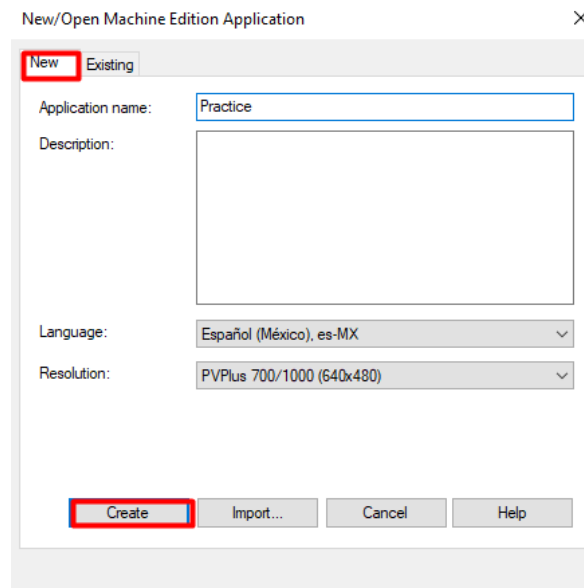 New/Open Machine Edition Application
New Existing
Application name: Practice
Description:
Language: Español (México), es-MX
Resolution: PVPlus 700/1000 (640x480)
Create Import... Cancel Help